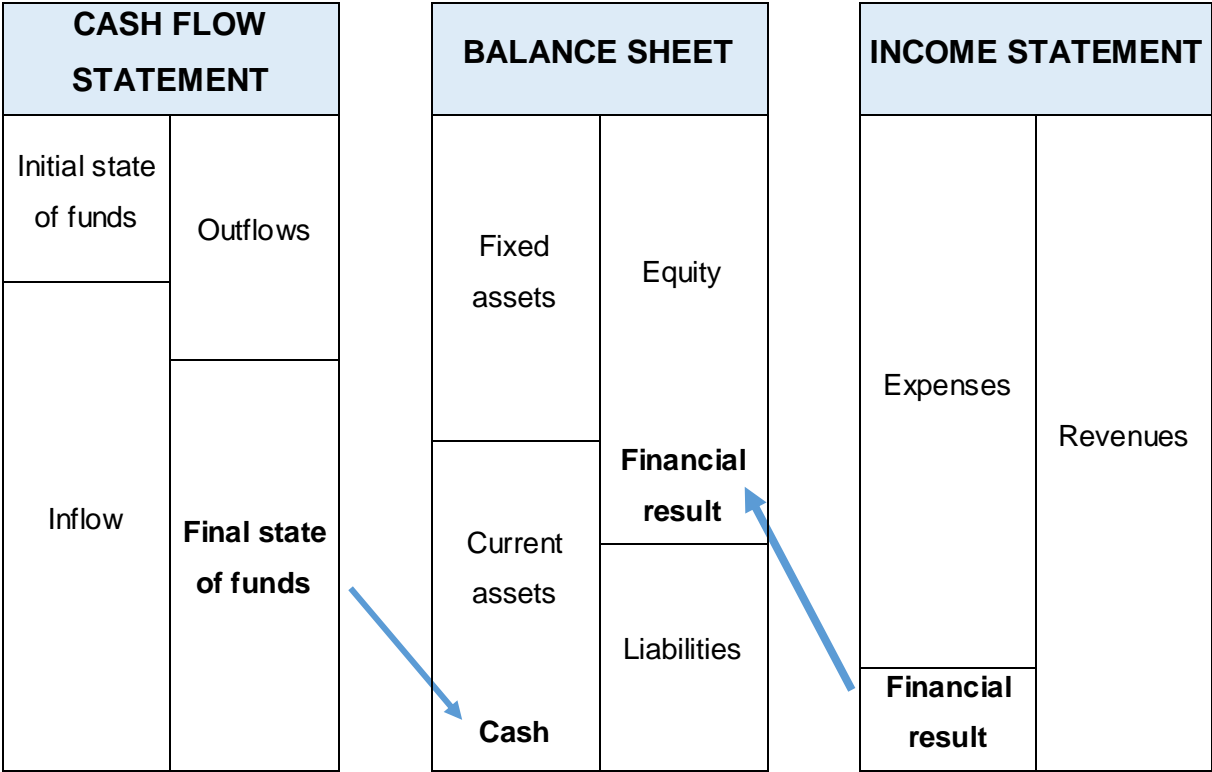 CASH FLOW
STATEMENT
Initial state
of funds
Outflows
Inflow
Final state
of funds
BALANCE SHEET
Fixed
assets
Equity
Financial
result
Current
assets
Cash
Liabilities
INCOME STATEMENT
Expenses
Revenues
Financial
result